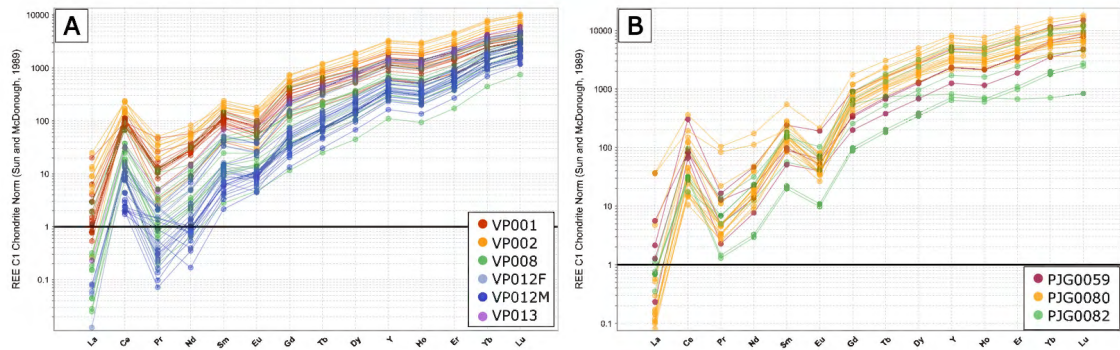 A
REE C1 Chondrite Norm (Sun and McDonough, 1989)
10000
1000
100
10
1
0.1
VP001
VP002
VP008
VP012F
VP012M
VP013
La Ce Pr Nd Sm Eu Gd Tb Dy Y Ho Er Yb Lu
B
REE C1 Chondrite Norm (Sun and McDonough, 1989)
10000
1000
100
10
1
0.1
PJG0059
PJG0080
PJG0082
La Ce Pr Nd Sm Eu Gd Tb Dy Y Ho Er Yb Lu